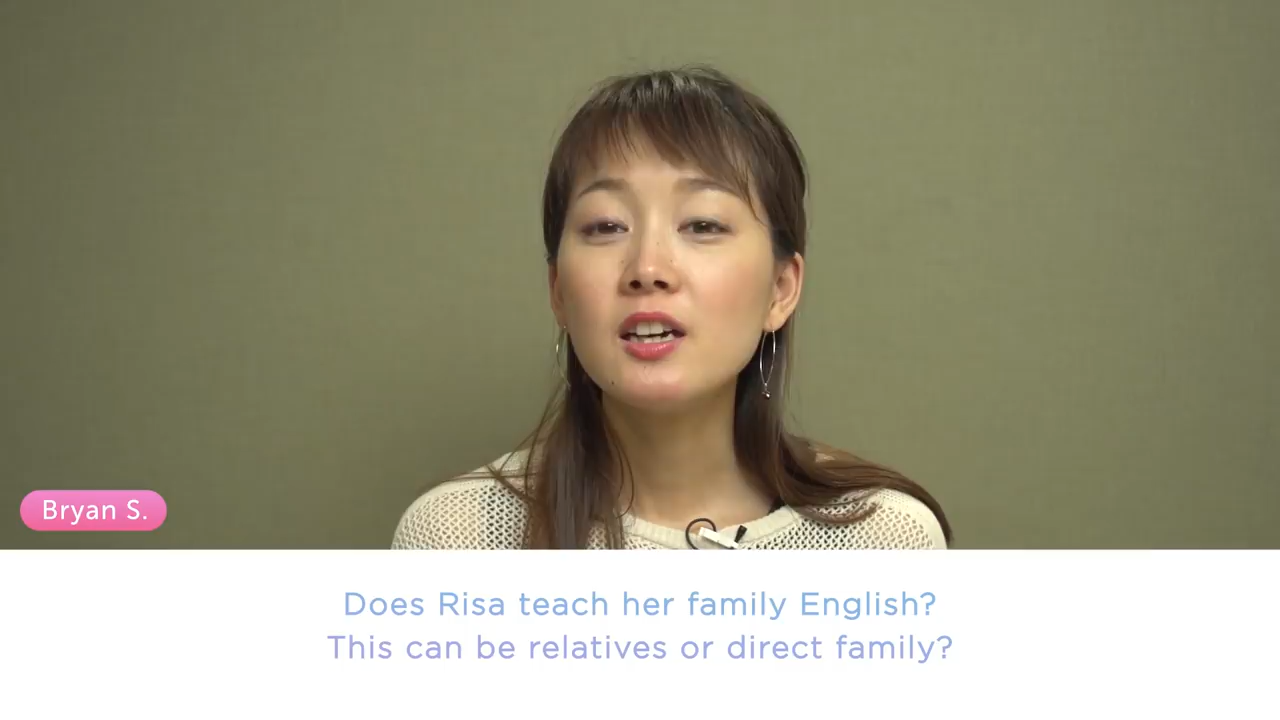 Bryan S.
Does Risa teach her family English?
This can be relatives or direct family?